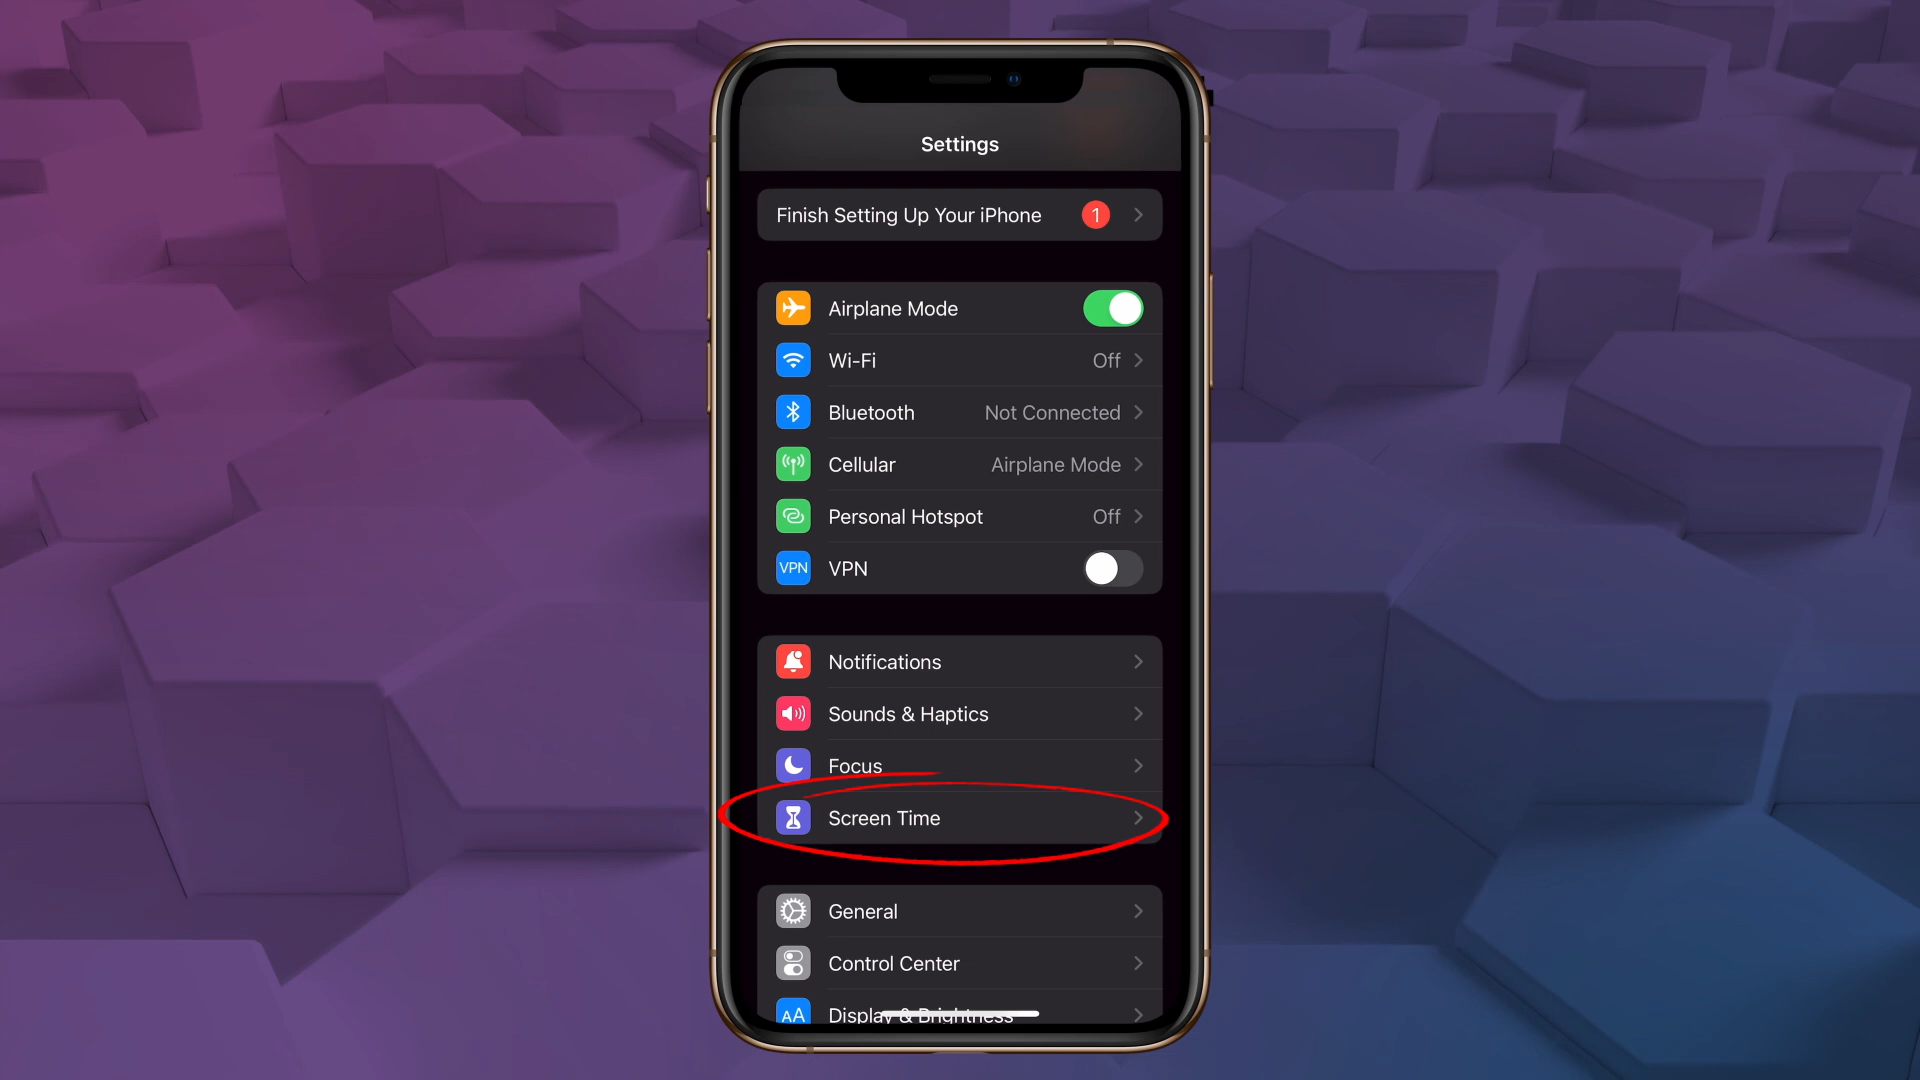 Settings
Finish Setting Up Your iPhone 1
Airplane Mode
Wi-Fi Off
Bluetooth Not Connected
Cellular Airplane Mode
Personal Hotspot Off
VPN VPN
Notifications
Sounds & Haptics
Focus
Screen Time
General
Control Center
AA Display & Brightness